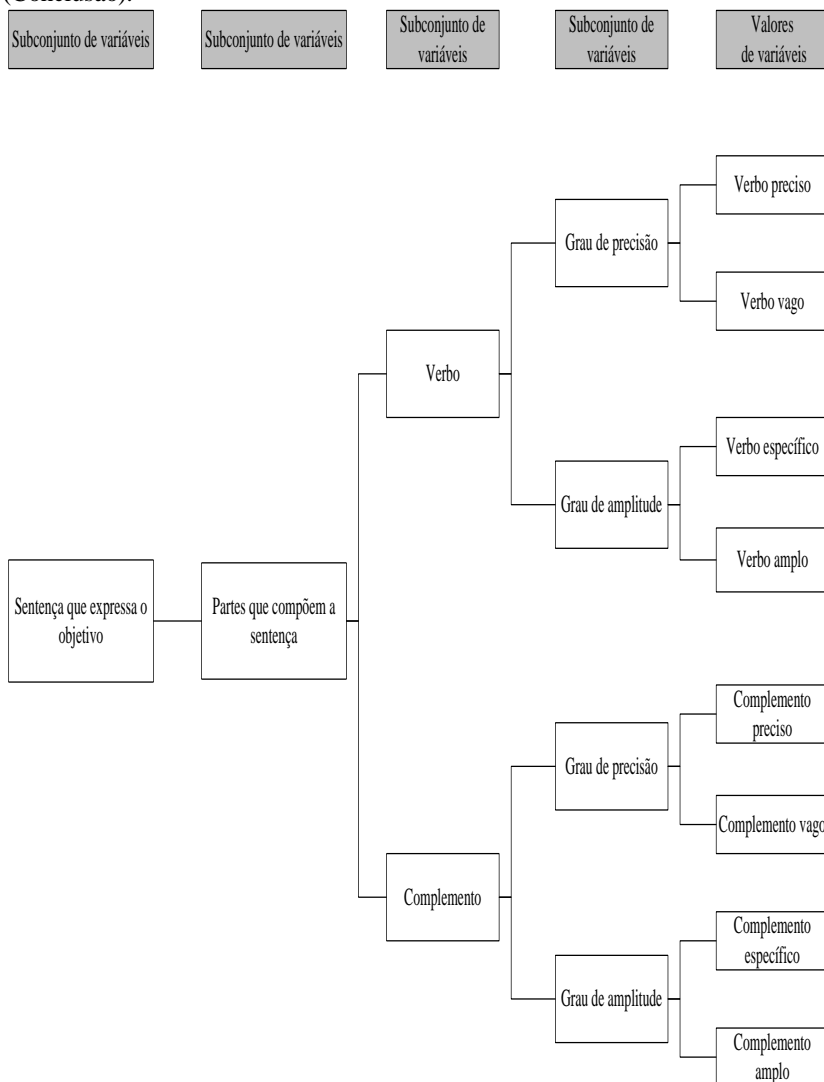 (Conclusão).
Subconjunto de variáveis
Subconjunto de variáveis
Subconjunto de
variáveis
Subconjunto de
variáveis
Valores
de variáveis
Verbo preciso
Grau de precisão
Verbo vago
Verbo
Verbo específico
Grau de amplitude
Verbo amplo
Sentença que expressa o
objetivo
Partes que compõem a
sentença
Complemento
preciso
Grau de precisão
Complemento vago
Complemento
Complemento
específico
Grau de amplitude
Complemento
amplo